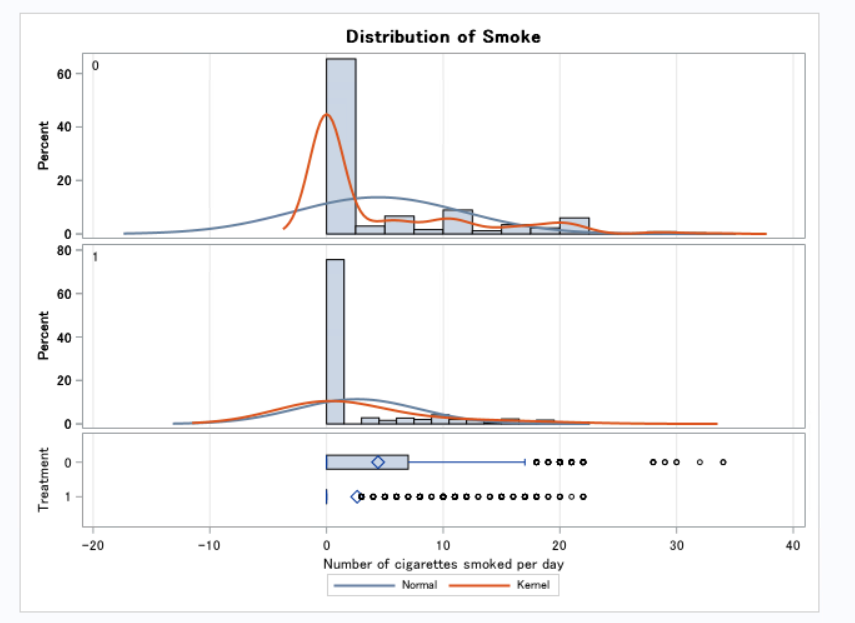 Distribution of Smoke
0
60
40
20
0
Percent
1
80
60
40
20
0
Percent
Treatment
0
1
-20 -10 0 10 20 30 40
Number of cigarettes smoked per day
Normal Kernel